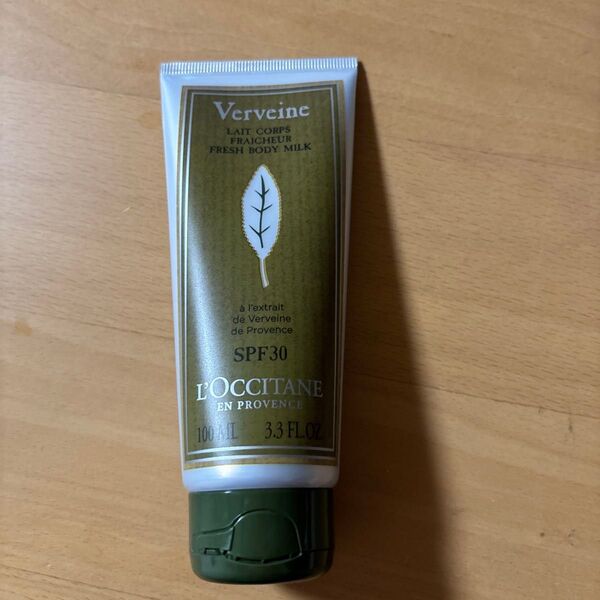 Verveine
LAIT CORPS
FRAICHEUR
FRESH BODY MILK
à l'extrait
de Verveine
de Provence
SPF30
L'OCCITANE
EN PROVENCE
100 ML 3.3 FL.OZ.